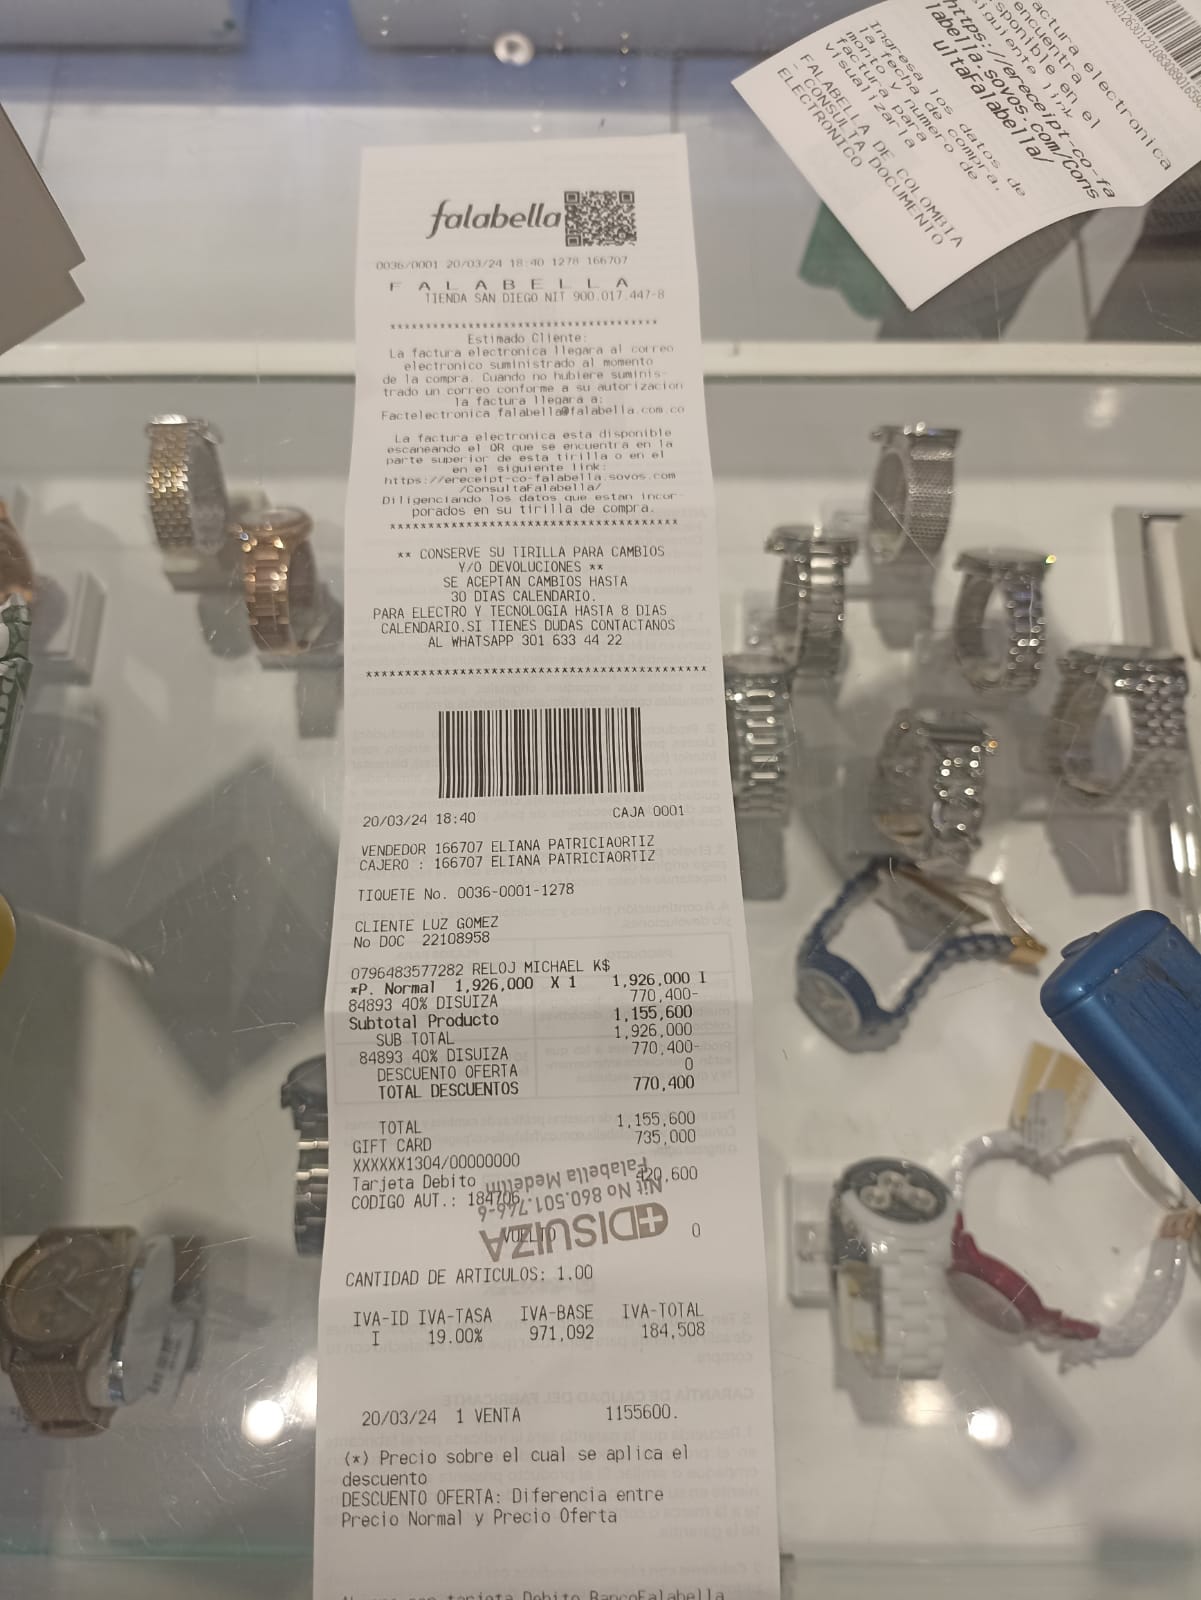 falabella
0036/0001 20/03/24 18:40 1278 166707
F A L A B E L L A
TIENDA SAN DIEGO NIT 900.017.447-8
****************************************
Estimado Cliente:
La factura electronica llegara al correo
electronico suministrado al momento
de la compra. Cuando no hubiere suminis-
trado un correo conforme a su autorizacion
la factura llegara a:
Factelectronica falabella@falabella.com.co
La factura electronica esta disponible
escaneando el QR que se encuentra en la
parte superior de esta tirilla o en el
en el siguiente link:
https://ereceipt-co-falabella.sovos.com
/ConsultaFalabella/
Diligenciando los datos que estan incor-
porados en su tirilla de compra.
****************************************
** CONSERVE SU TIRILLA PARA CAMBIOS
Y/O DEVOLUCIONES **
SE ACEPTAN CAMBIOS HASTA
30 DIAS CALENDARIO.
PARA ELECTRO Y TECNOLOGIA HASTA 8 DIAS
CALENDARIO.SI TIENES DUDAS CONTACTANOS
AL WHATSAPP 301 633 44 22
****************************************
20/03/24 18:40 CAJA 0001
VENDEDOR 166707 ELIANA PATRICIAORTIZ
CAJERO : 166707 ELIANA PATRICIAORTIZ
TIQUETE No. 0036-0001-1278
CLIENTE LUZ GOMEZ
No DOC 22108958
0796483577282 RELOJ MICHAEL K$
*P. Normal 1,926,000 X 1 1,926,000 I
84893 40% DISUIZA 770,400-
Subtotal Producto 1,155,600
SUB TOTAL 1,926,000
84893 40% DISUIZA 770,400-
DESCUENTO OFERTA 0
TOTAL DESCUENTOS 770,400
TOTAL 1,155,600
GIFT CARD 735,000
XXXXXX1304/00000000
Tarjeta Debito 420,600
CODIGO AUT.: 184706
VUELTO 0
DISUIZA
Nit No 860.501.746-6
Falabella Medellin
CANTIDAD DE ARTICULOS: 1.00
IVA-ID IVA-TASA IVA-BASE IVA-TOTAL
I 19.00% 971,092 184,508
20/03/24 1 VENTA 1155600.
(*) Precio sobre el cual se aplica el
descuento
DESCUENTO OFERTA: Diferencia entre
Precio Normal y Precio Oferta
tarjeta Debito BancoFalabella
actura electronica
encuentra
sponible en el
siguiente link
https://ereceipt-co-fa
labella.sovos.com/Cons
ultaFalabella/
Ingresa los datos de
la fecha de compra,
monto y numero de
factura para
visualizarla
FALABELLA DE COLOMBIA
- CONSULTA DOCUMENTO
ELECTRONICO